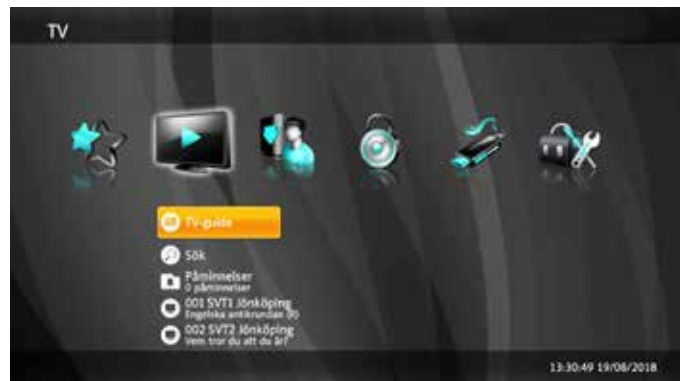 TV
TV-guide
Sök
Påminnelser
0 påminnelser
001 SVT1 Jönköping
Engelska antikrundan (R)
002 SVT2 Jönköping
Vem tror du att du är?
13:30:49 19/08/2018